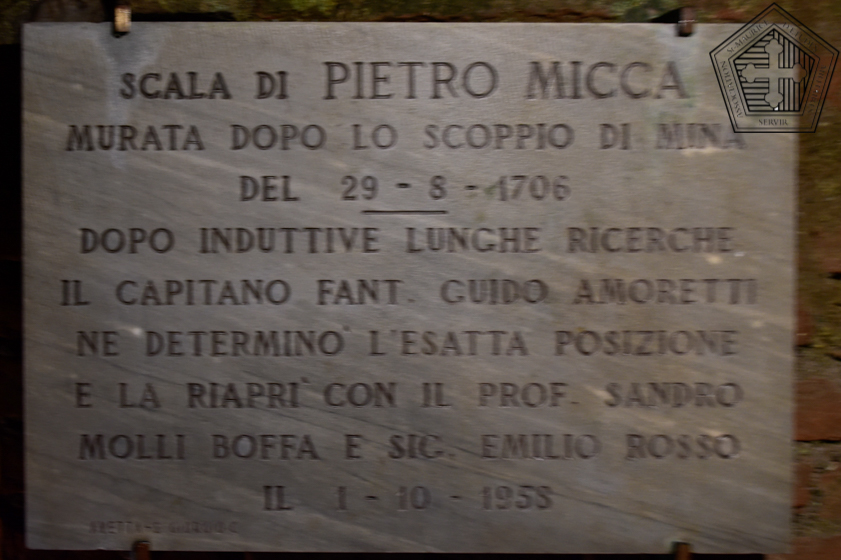 SCALA DI PIETRO MICCA
MURATA DOPO LO SCOPPIO DI MINA
DEL 29 - 8 - 1706
DOPO INDUTTIVE LUNGHE RICERCHE
IL CAPITANO FANT. GUIDO AMORETTI
NE DETERMINO' L'ESATTA POSIZIONE
E LA RIAPRI' CON IL PROF. SANDRO
MOLLI BOFFA E SIG. EMILIO ROSSO
IL 1 - 10 - 1958
SERVIR